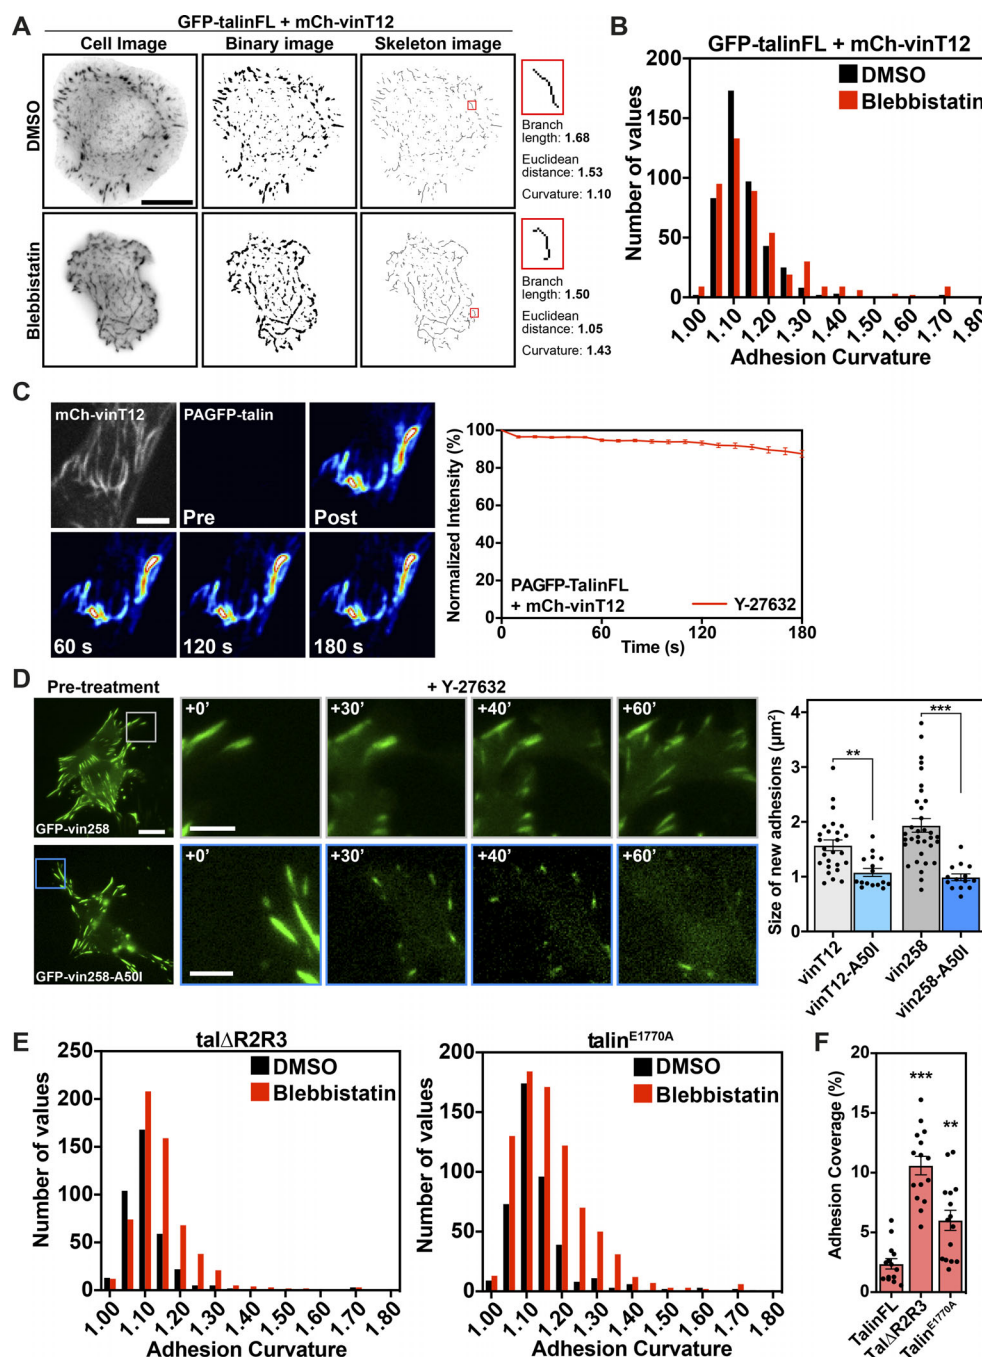 A
GFP-talinFL + mCh-vinT12
Cell Image
Binary image
Skeleton image
DMSO
Branch
length: 1.68
Euclidean
distance: 1.53
Curvature: 1.10
Blebbistatin
Branch
length: 1.50
Euclidean
distance: 1.05
Curvature: 1.43
B
GFP-talinFL + mCh-vinT12
DMSO
Blebbistatin
Number of values
200
150
100
50
0
1.00
1.10
1.20
1.30
1.40
1.50
1.60
1.70
1.80
Adhesion Curvature
C
mCh-vinT12
PAGFP-talin
Pre
Post
60 s
120 s
180 s
Normalized Intensity (%)
100
80
60
40
20
0
PAGFP-TalinFL
+ mCh-vinT12
Y-27632
0
60
120
180
Time (s)
D
Pre-treatment
+ Y-27632
GFP-vin258
+0’
+30’
+40’
+60’
GFP-vin258-A50I
+0’
+30’
+40’
+60’
Size of new adhesions (µm²)
4
3
2
1
0
**
***
vinT12
vinT12-A50I
vin258
vin258-A50I
E
tal∆R2R3
DMSO
Blebbistatin
Number of values
250
200
150
100
50
0
1.00
1.10
1.20
1.30
1.40
1.50
1.60
1.70
1.80
Adhesion Curvature
talinE1770A
DMSO
Blebbistatin
Number of values
200
150
100
50
0
1.00
1.10
1.20
1.30
1.40
1.50
1.60
1.70
1.80
Adhesion Curvature
F
Adhesion Coverage (%)
20
15
10
5
0
***
**
TalinFL
Tal∆R2R3
TalinE1770A